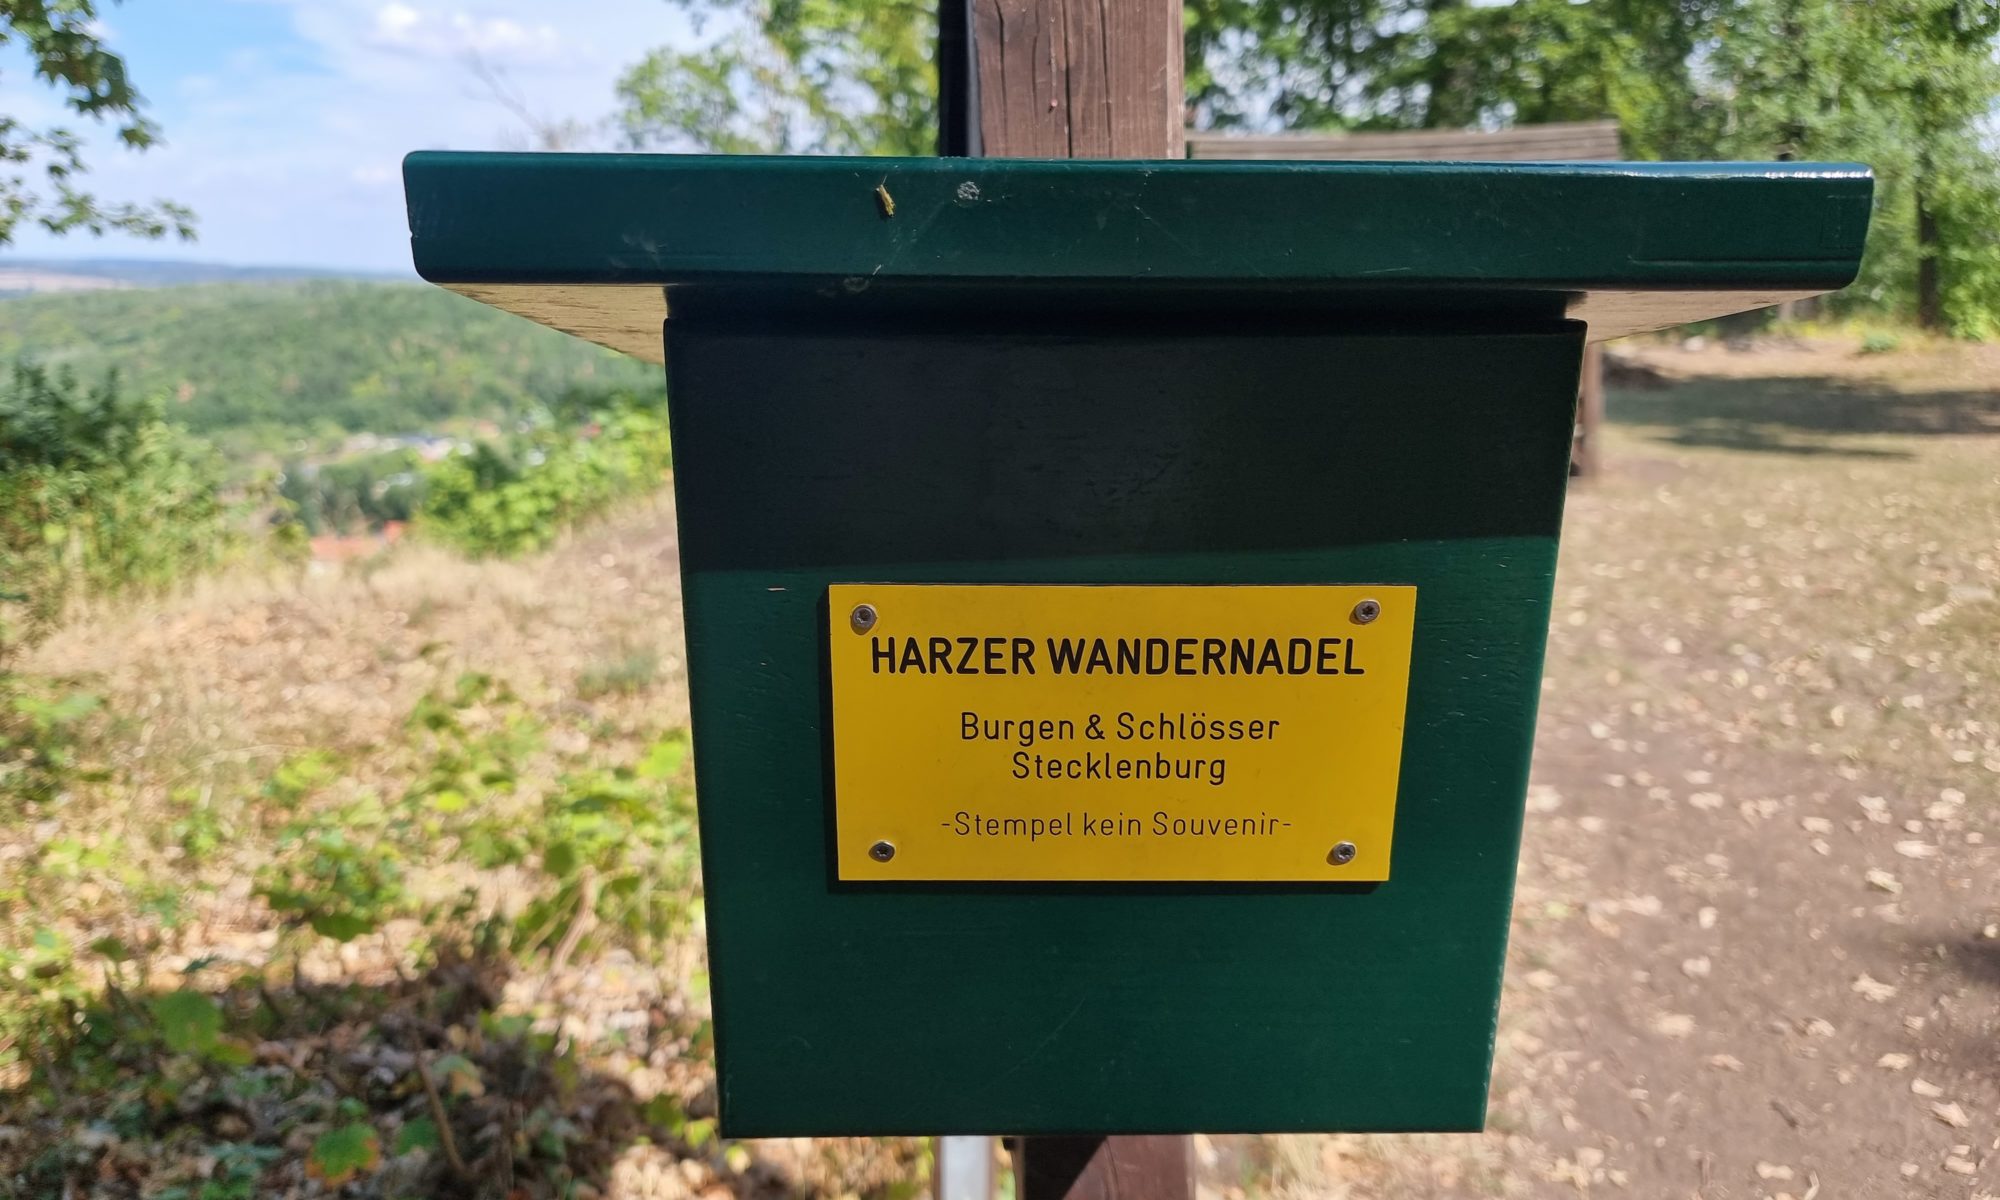 HARZER WANDERNADEL
Burgen & Schlösser
Stecklenburg
-Stempel kein Souvenir-